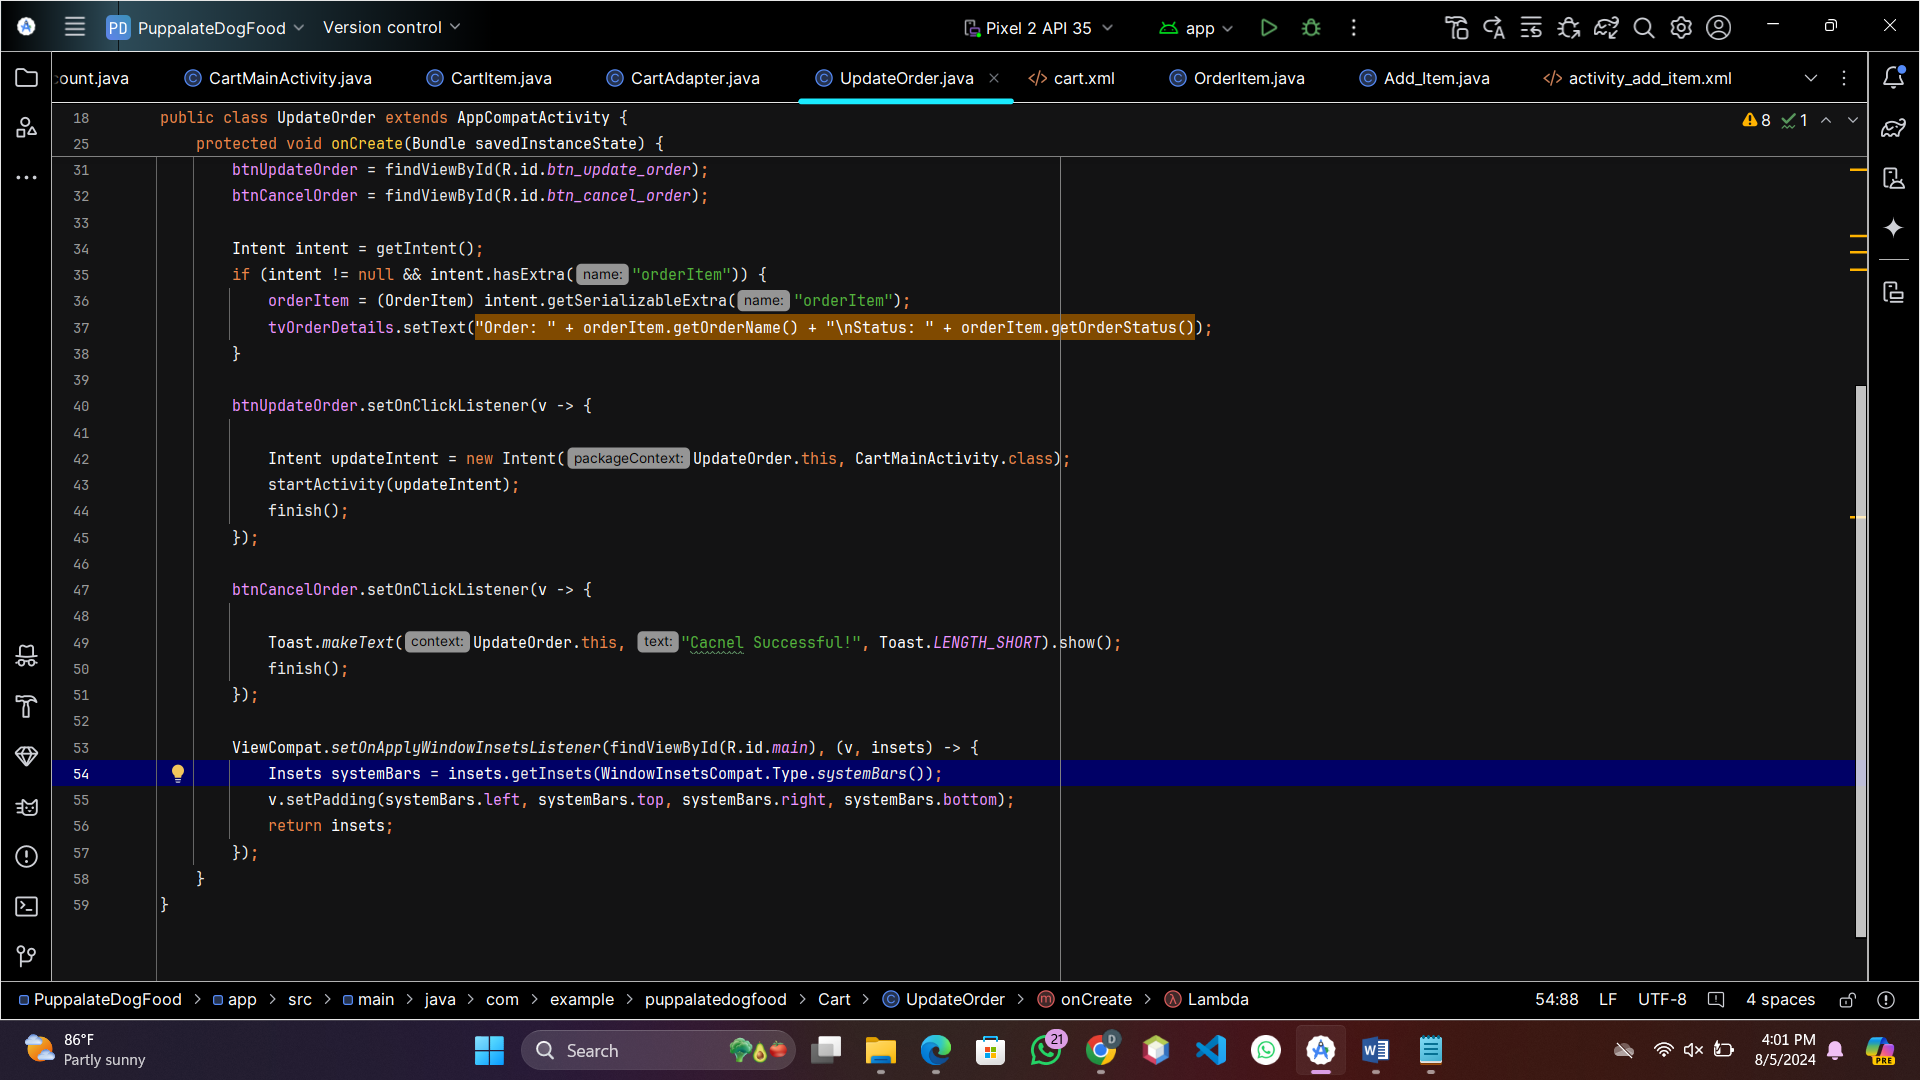 PD PuppalateDogFood Version control Pixel 2 API 35 app
ount.java CartMainActivity.java CartItem.java CartAdapter.java UpdateOrder.java cart.xml OrderItem.java Add_Item.java activity_add_item.xml
18 public class UpdateOrder extends AppCompatActivity { 8 1
25 protected void onCreate(Bundle savedInstanceState) {
31 btnUpdateOrder = findViewById(R.id.btn_update_order);
32 btnCancelOrder = findViewById(R.id.btn_cancel_order);
33
34 Intent intent = getIntent();
35 if (intent != null && intent.hasExtra( name: "orderItem")) {
36 orderItem = (OrderItem) intent.getSerializableExtra( name: "orderItem");
37 tvOrderDetails.setText("Order: " + orderItem.getOrderName() + "\nStatus: " + orderItem.getOrderStatus());
38 }
39
40 btnUpdateOrder.setOnClickListener(v -> {
41
42 Intent updateIntent = new Intent( packageContext: UpdateOrder.this, CartMainActivity.class);
43 startActivity(updateIntent);
44 finish();
45 });
46
47 btnCancelOrder.setOnClickListener(v -> {
48
49 Toast.makeText( context: UpdateOrder.this, text: "Cacnel Successful!", Toast.LENGTH_SHORT).show();
50 finish();
51 });
52
53 ViewCompat.setOnApplyWindowInsetsListener(findViewById(R.id.main), (v, insets) -> {
54 Insets systemBars = insets.getInsets(WindowInsetsCompat.Type.systemBars());
55 v.setPadding(systemBars.left, systemBars.top, systemBars.right, systemBars.bottom);
56 return insets;
57 });
58 }
59 }
PuppalateDogFood > app > src > main > java > com > example > puppalatedogfood > Cart > UpdateOrder > onCreate > Lambda 54:88 LF UTF-8 4 spaces
86°F
Partly sunny
Search
21
D
4:01 PM
8/5/2024
PRE